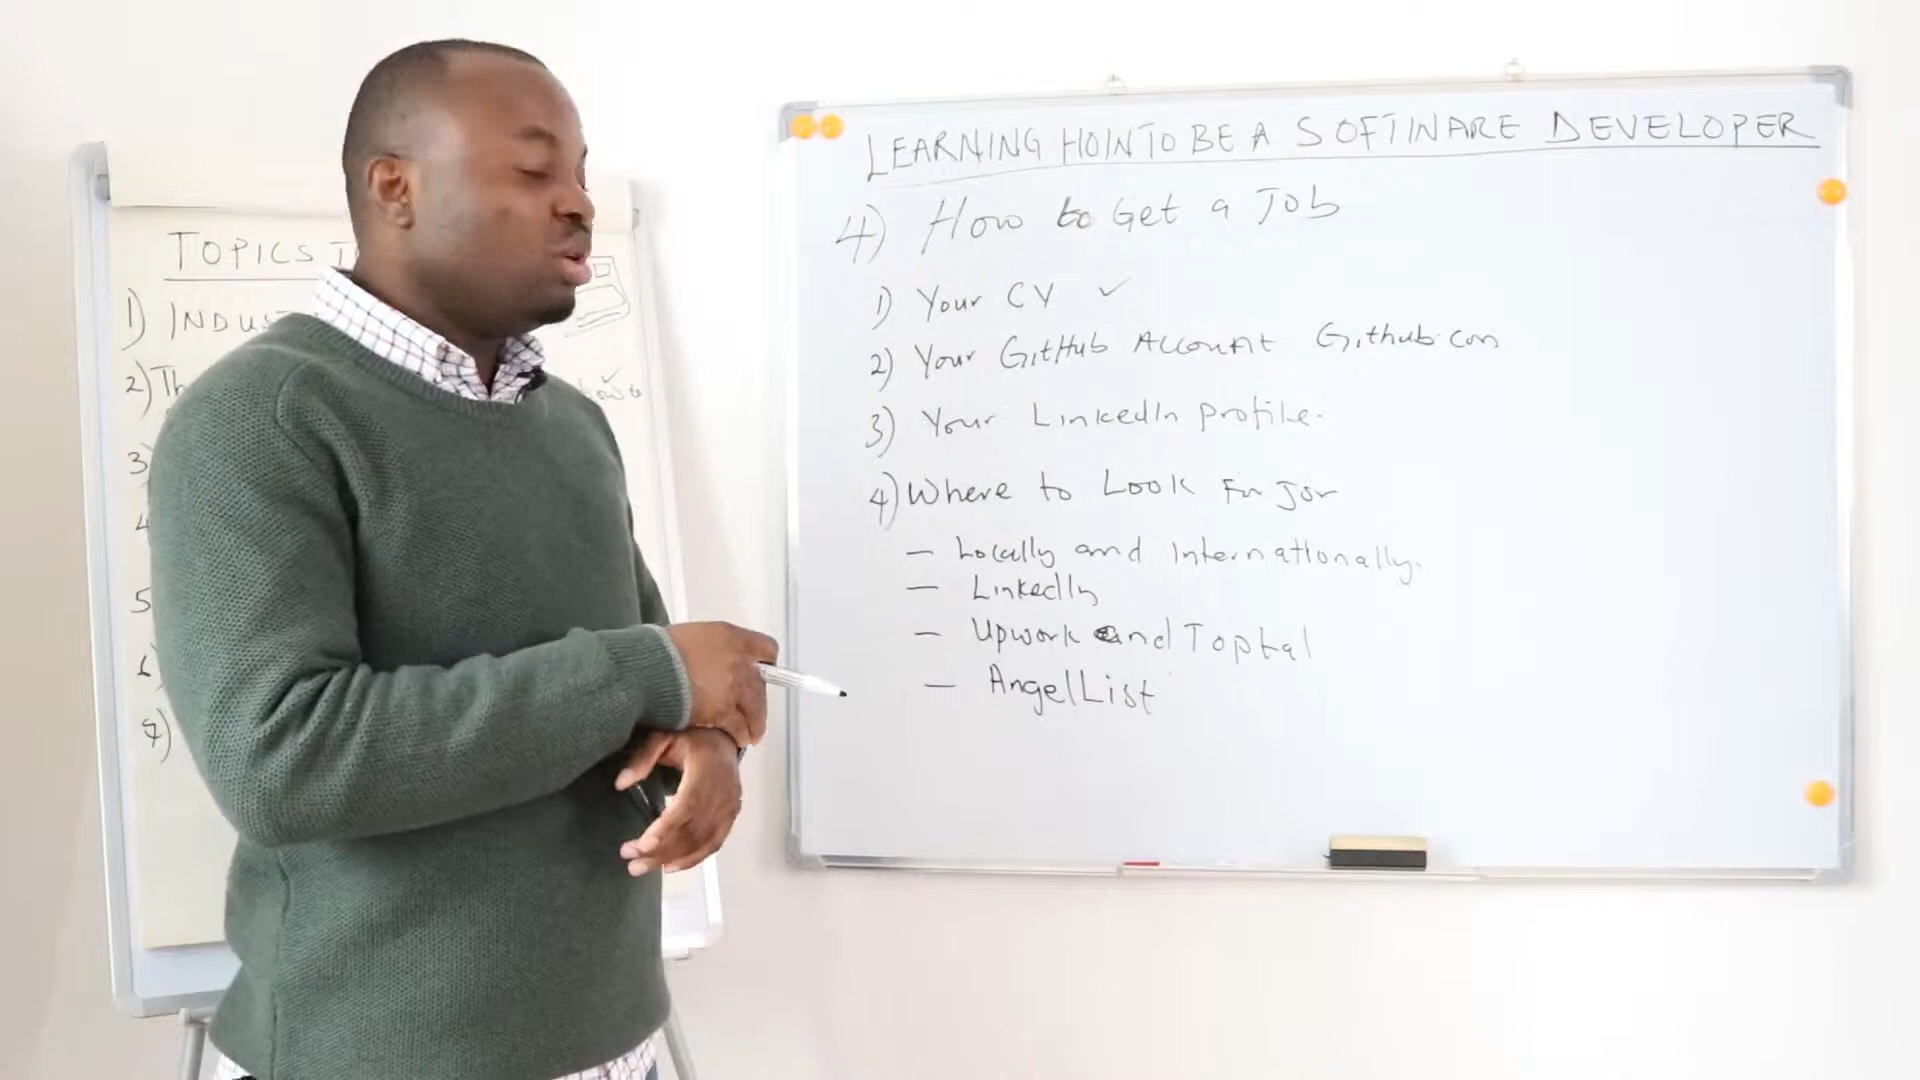 TOPICS
1) INDUS
2) Th
how to
3)
4
5
6
LEARNING HOW TO BE A SOFTWARE DEVELOPER
4) How to Get a Job
1) Your CV ✓
2) Your GitHub Account Github.com
3) Your LinkedIn profile.
4) Where to Look For Job
— Locally and Internationally.
— LinkedIn
— Upwork and Toptal
— AngelList